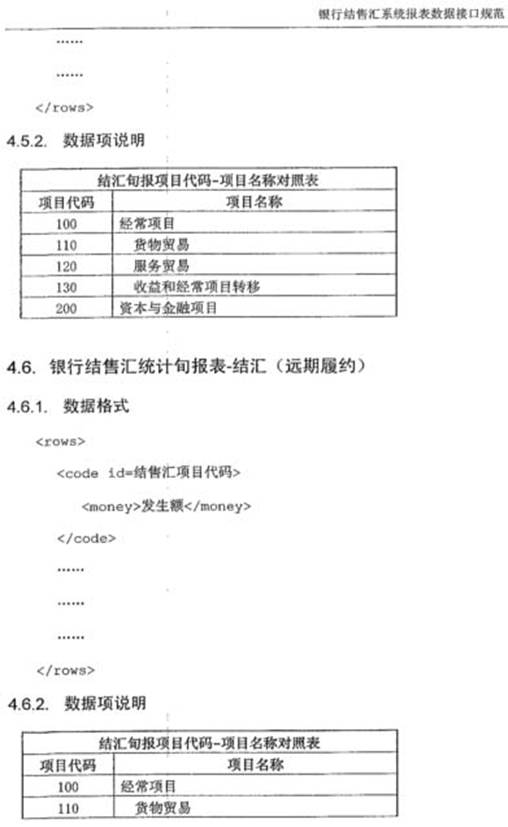 银行结售汇系统报表数据接口规范
……
……
</rows>
4.5.2. 数据项说明
结汇旬报项目代码-项目名称对照表
项目代码 项目名称
100 经常项目
110 货物贸易
120 服务贸易
130 收益和经常项目转移
200 资本与金融项目
4.6. 银行结售汇统计旬报表-结汇（远期履约）
4.6.1. 数据格式
<rows>
<code id=结售汇项目代码>
<money>发生额</money>
</code>
……
……
……
</rows>
4.6.2. 数据项说明
结汇旬报项目代码-项目名称对照表
项目代码 项目名称
100 经常项目
110 货物贸易